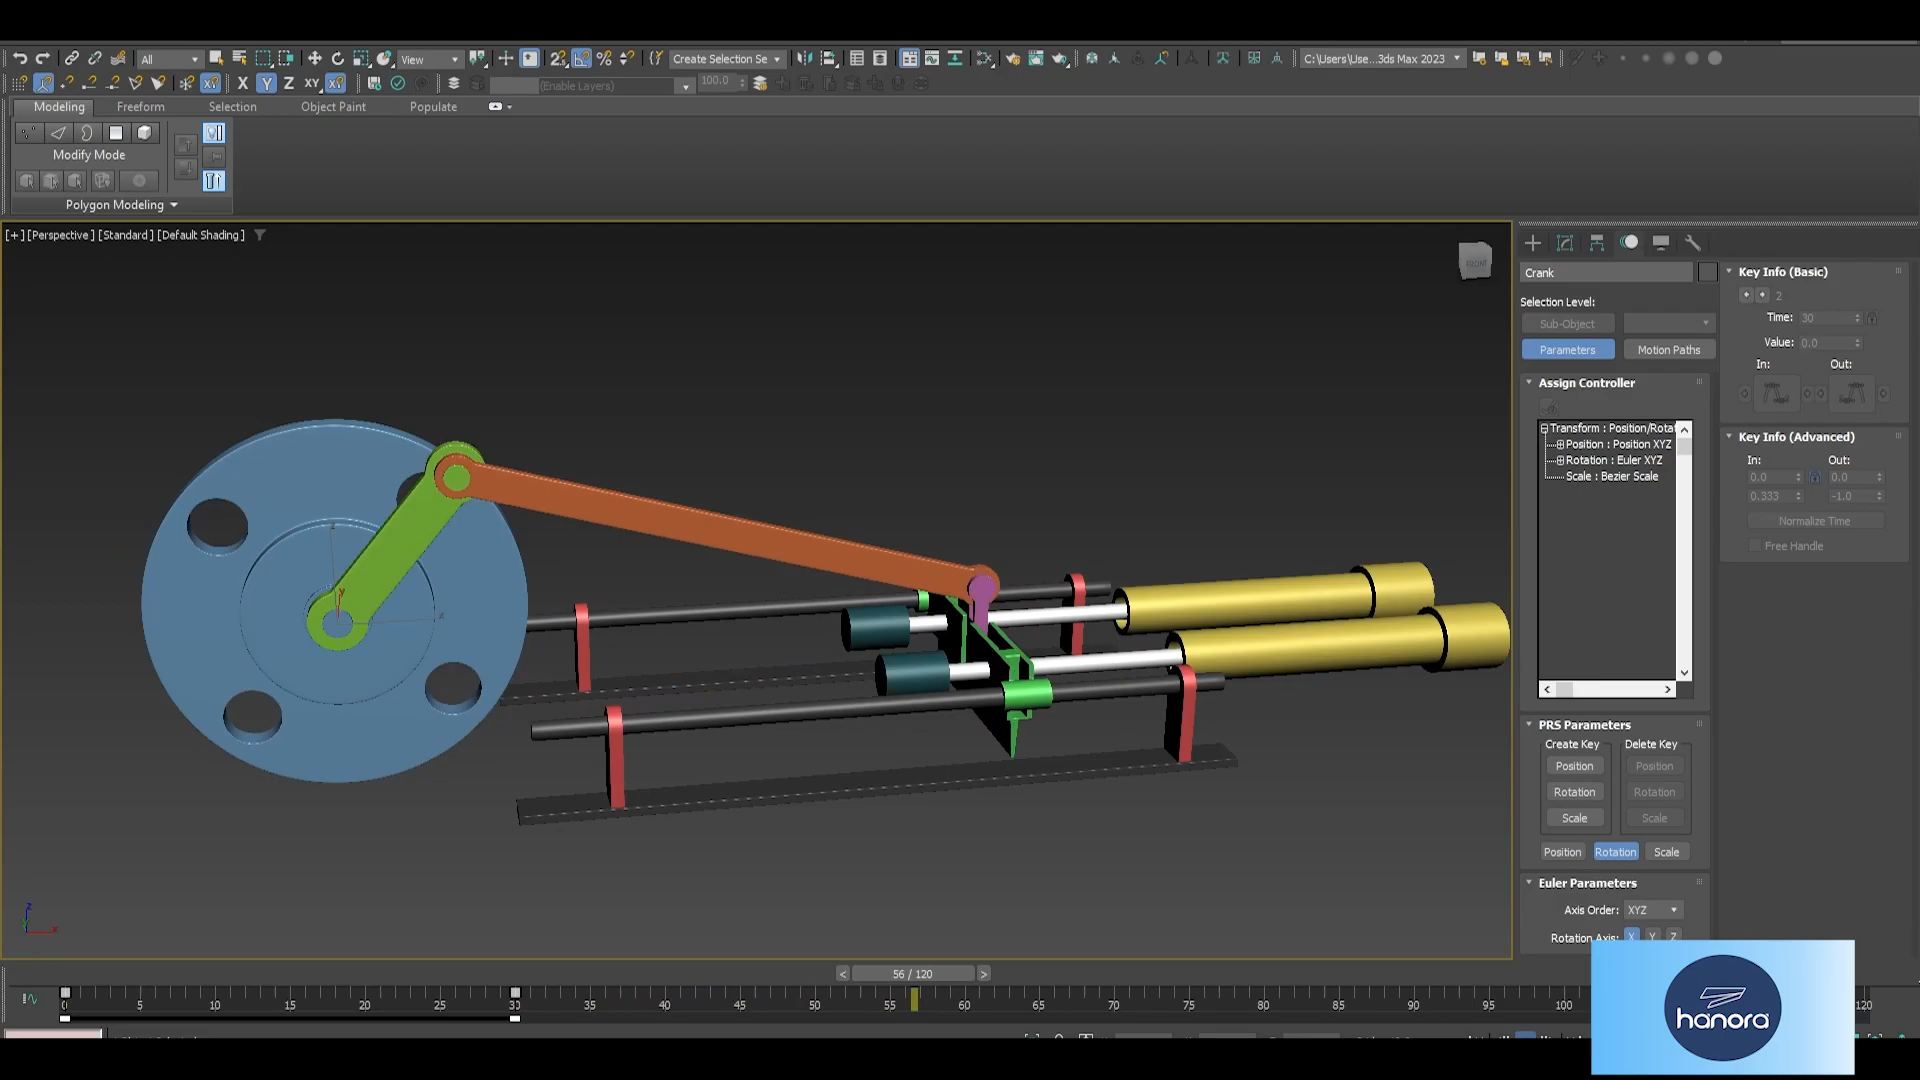 All
View
Create Selection Se
C:\Users\Use...3ds Max 2023
X Y Z XY
(Enable Layers)
100.0
Modeling Freeform Selection Object Paint Populate
Modify Mode
Polygon Modeling
[+] [Perspective] [Standard] [Default Shading]
FRONT
Crank
Selection Level:
Sub-Object
Parameters Motion Paths
Assign Controller
Transform : Position/Rotat
Position : Position XYZ
Rotation : Euler XYZ
Scale : Bezier Scale
PRS Parameters
Create Key Delete Key
Position Position
Rotation Rotation
Scale Scale
Position Rotation Scale
Euler Parameters
Axis Order: XYZ
Rotation Axis: X Y Z
Key Info (Basic)
2
Time: 30
Value: 0.0
In: Out:
Key Info (Advanced)
In: Out:
0.0 0.0
0.333 -1.0
Normalize Time
Free Handle
y
z
z
x
< 56 / 120 >
0 5 10 15 20 25 30 35 40 45 50 55 60 65 70 75 80 85 90 95 100 120
hanora